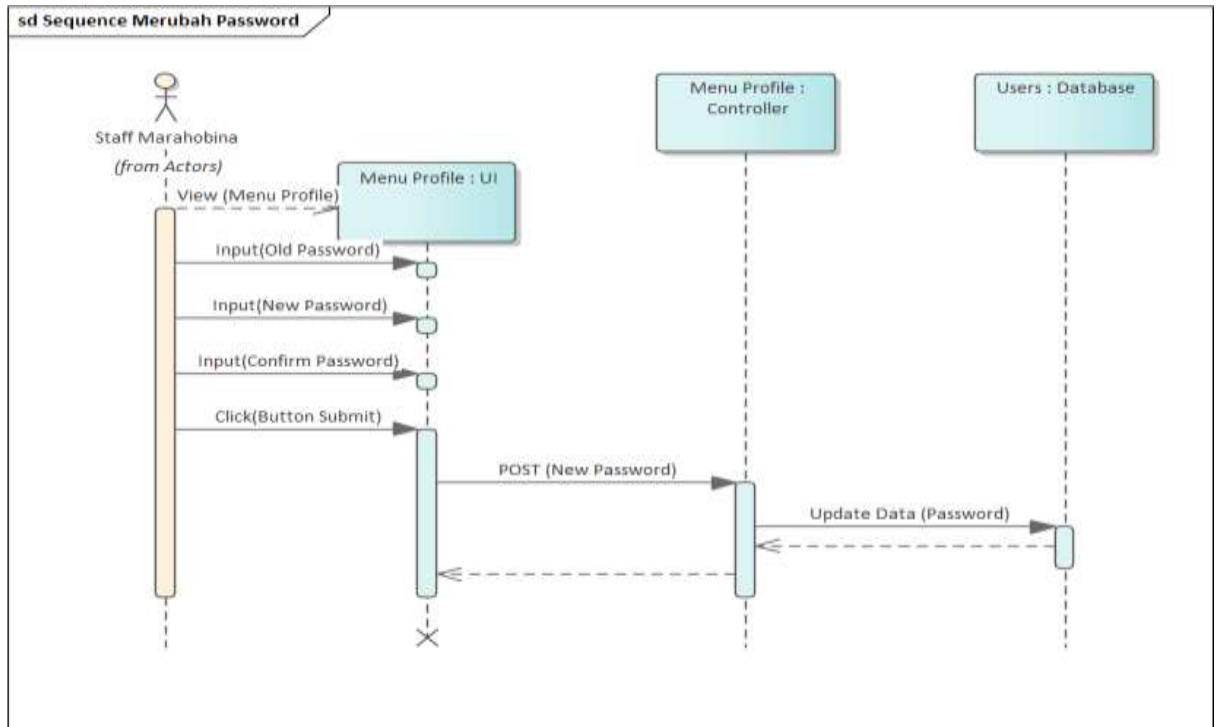 sd Sequence Merubah Password
Menu Profile :
Controller
Users : Database
Staff Marahobina
(from Actors)
Menu Profile : UI
View (Menu Profile)
Input(Old Password)
Input(New Password)
Input(Confirm Password)
Click(Button Submit)
POST (New Password)
Update Data (Password)